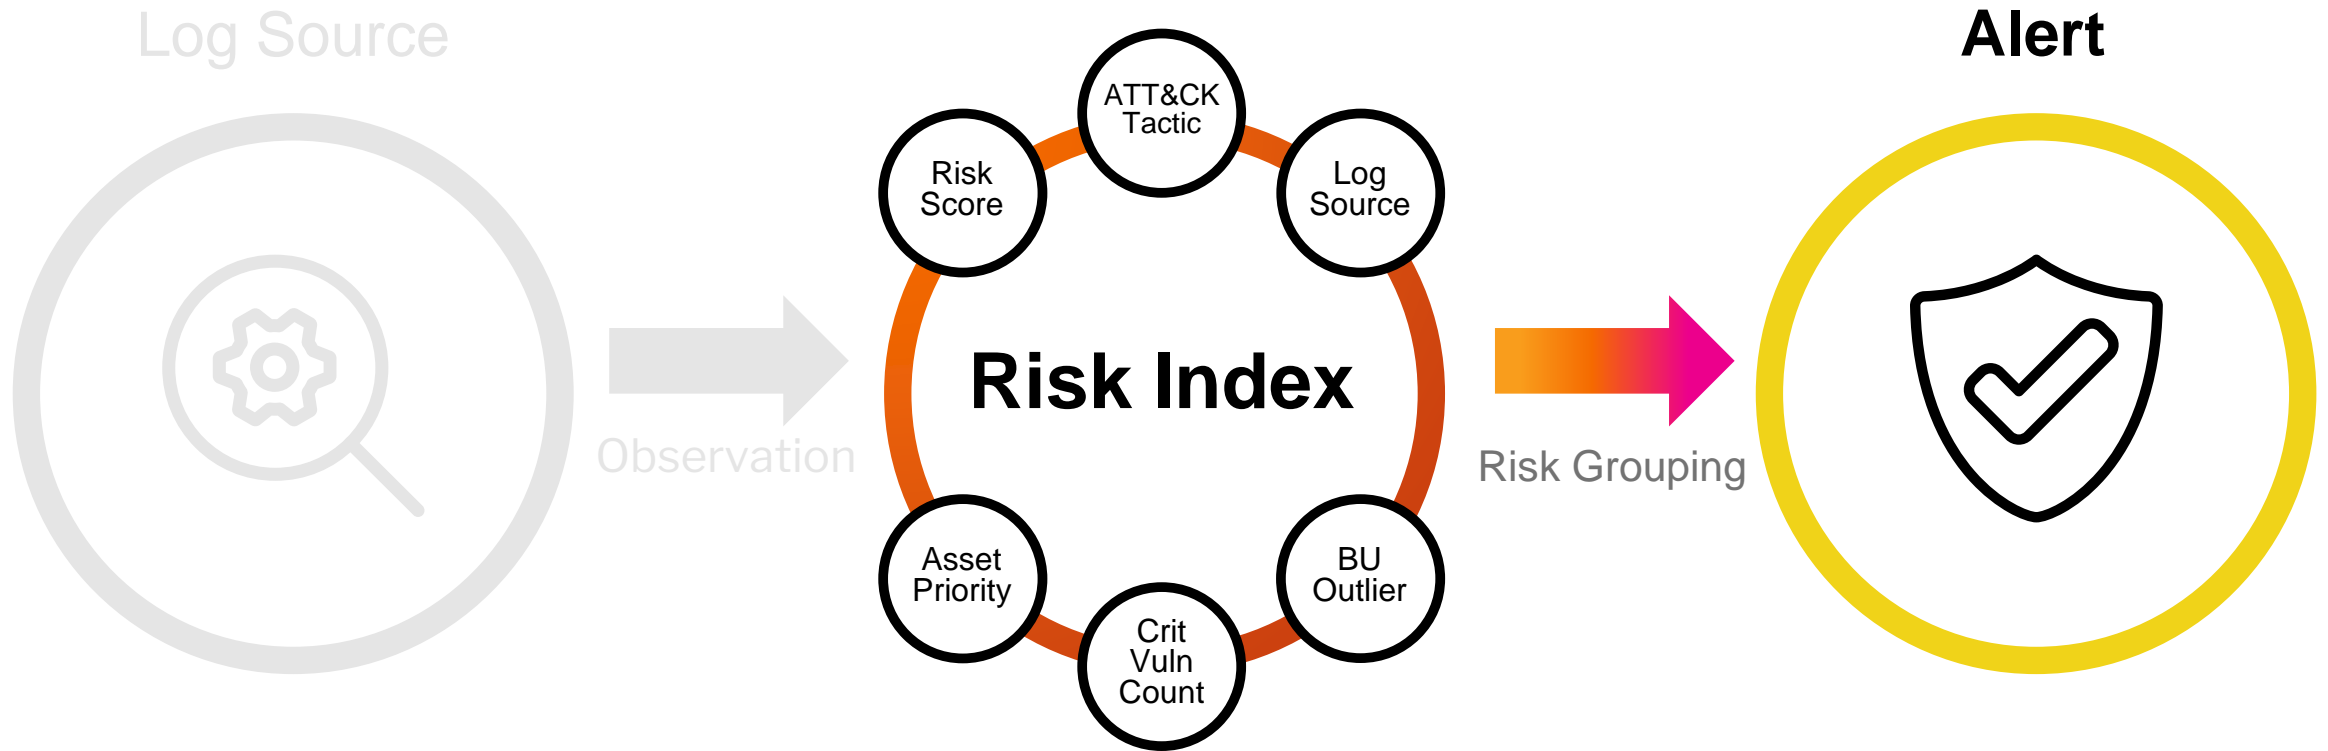 Log Source
Observation
ATT&CK
Tactic
Risk
Score
Log
Source
Risk Index
Asset
Priority
BU
Outlier
Crit
Vuln
Count
Risk Grouping
Alert